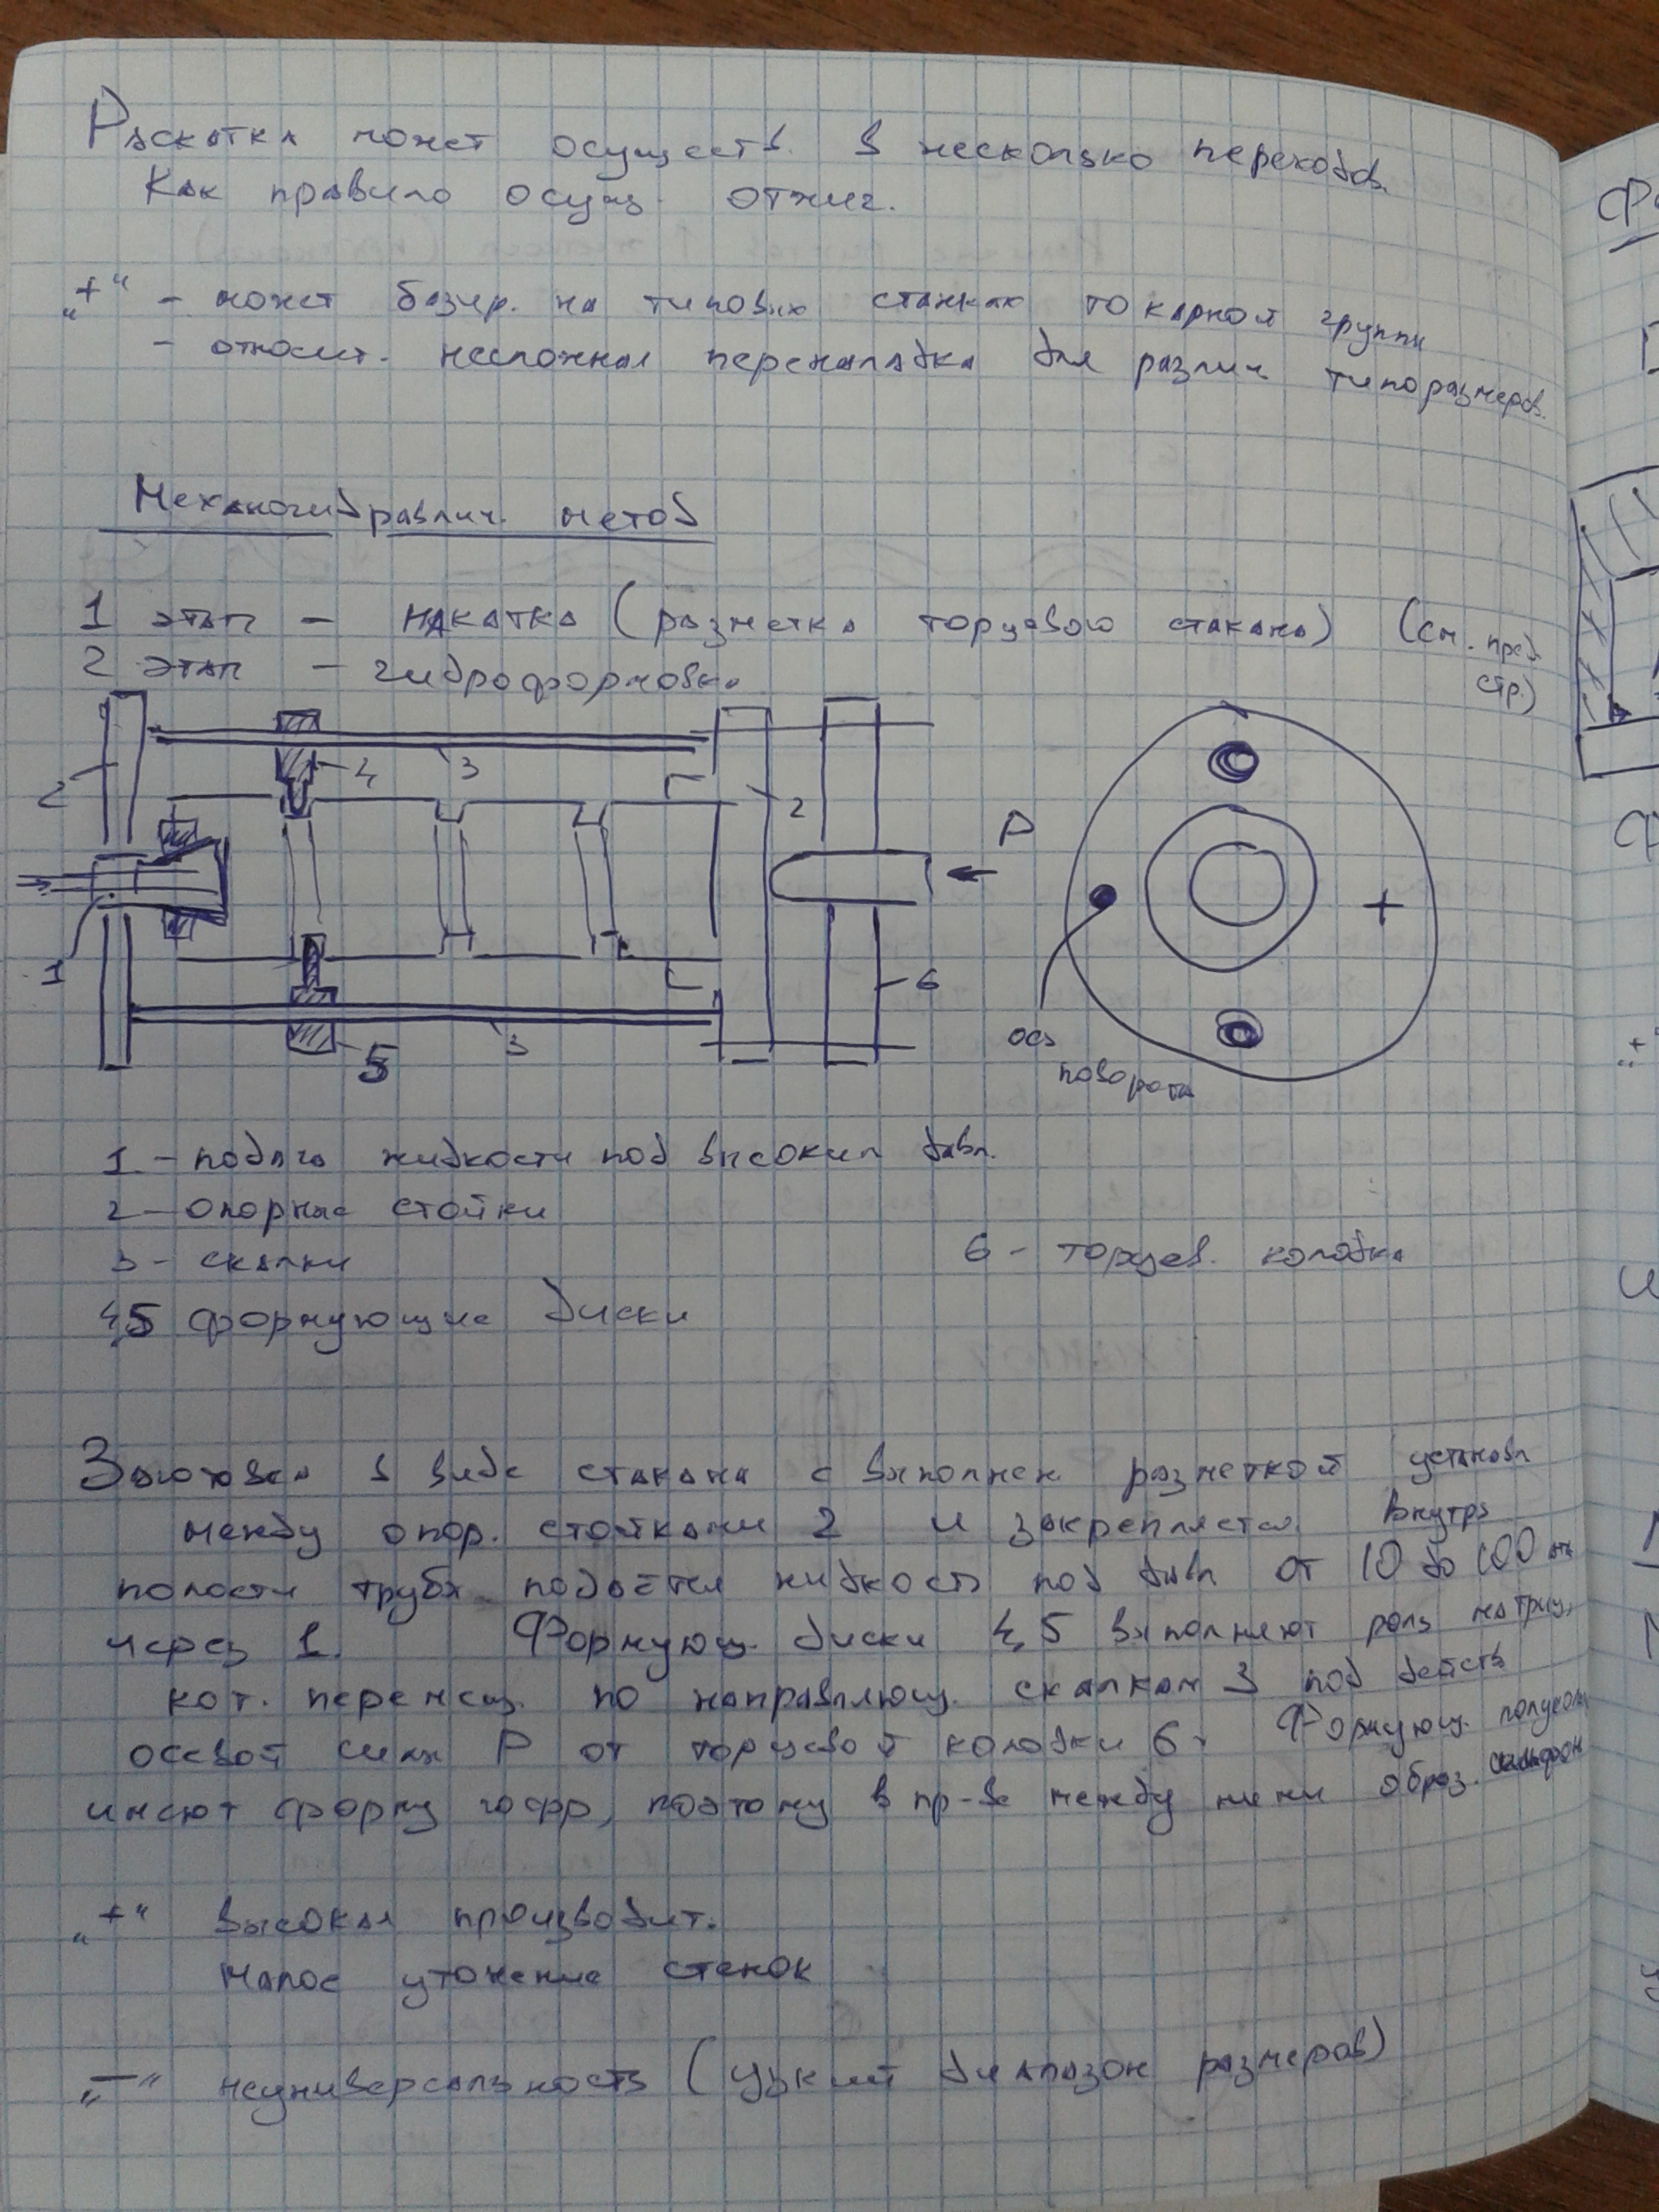 Раскатка может осуществ. в несколько переходов.
Как правило осущ. отжиг.
„+“ – может базир. на типовых станках токарной группы
– относит. несложная переналадка для различ типоразмеров.
Механогидравлич. метод
1 этап – накатка (разметка торцевого стакана) (см. пред. стр.)
2 этап – гидроформовка
2
4
3
2
P
1
6
5
3
ось
поворота
1 – подача жидкости под высоким давл.
2 – опорные стойки
3 – скалки
6 – торцев. колодка
4,5 формующие диски
Заготовка в виде стакана с выполнен разметкой установл
между опор. стойками 2 и закрепляется. Внутрь
полости трубы подаётся жидкость под давл от 10 до 100 атм
через 1. Формующ. диски 4,5 выполняют роль матриц,
кот. перемещ. по направляющ. скалкам 3 под действ
осевой силы P от торцевой колодки 6. Формующ. полукольц
имеют форму гофр, поэтому в пр-ве между ними образ. сильфон
„+“ высокая производит.
малое утонение стенок
„–“ неуниверсальность (узкий диапазон размеров)